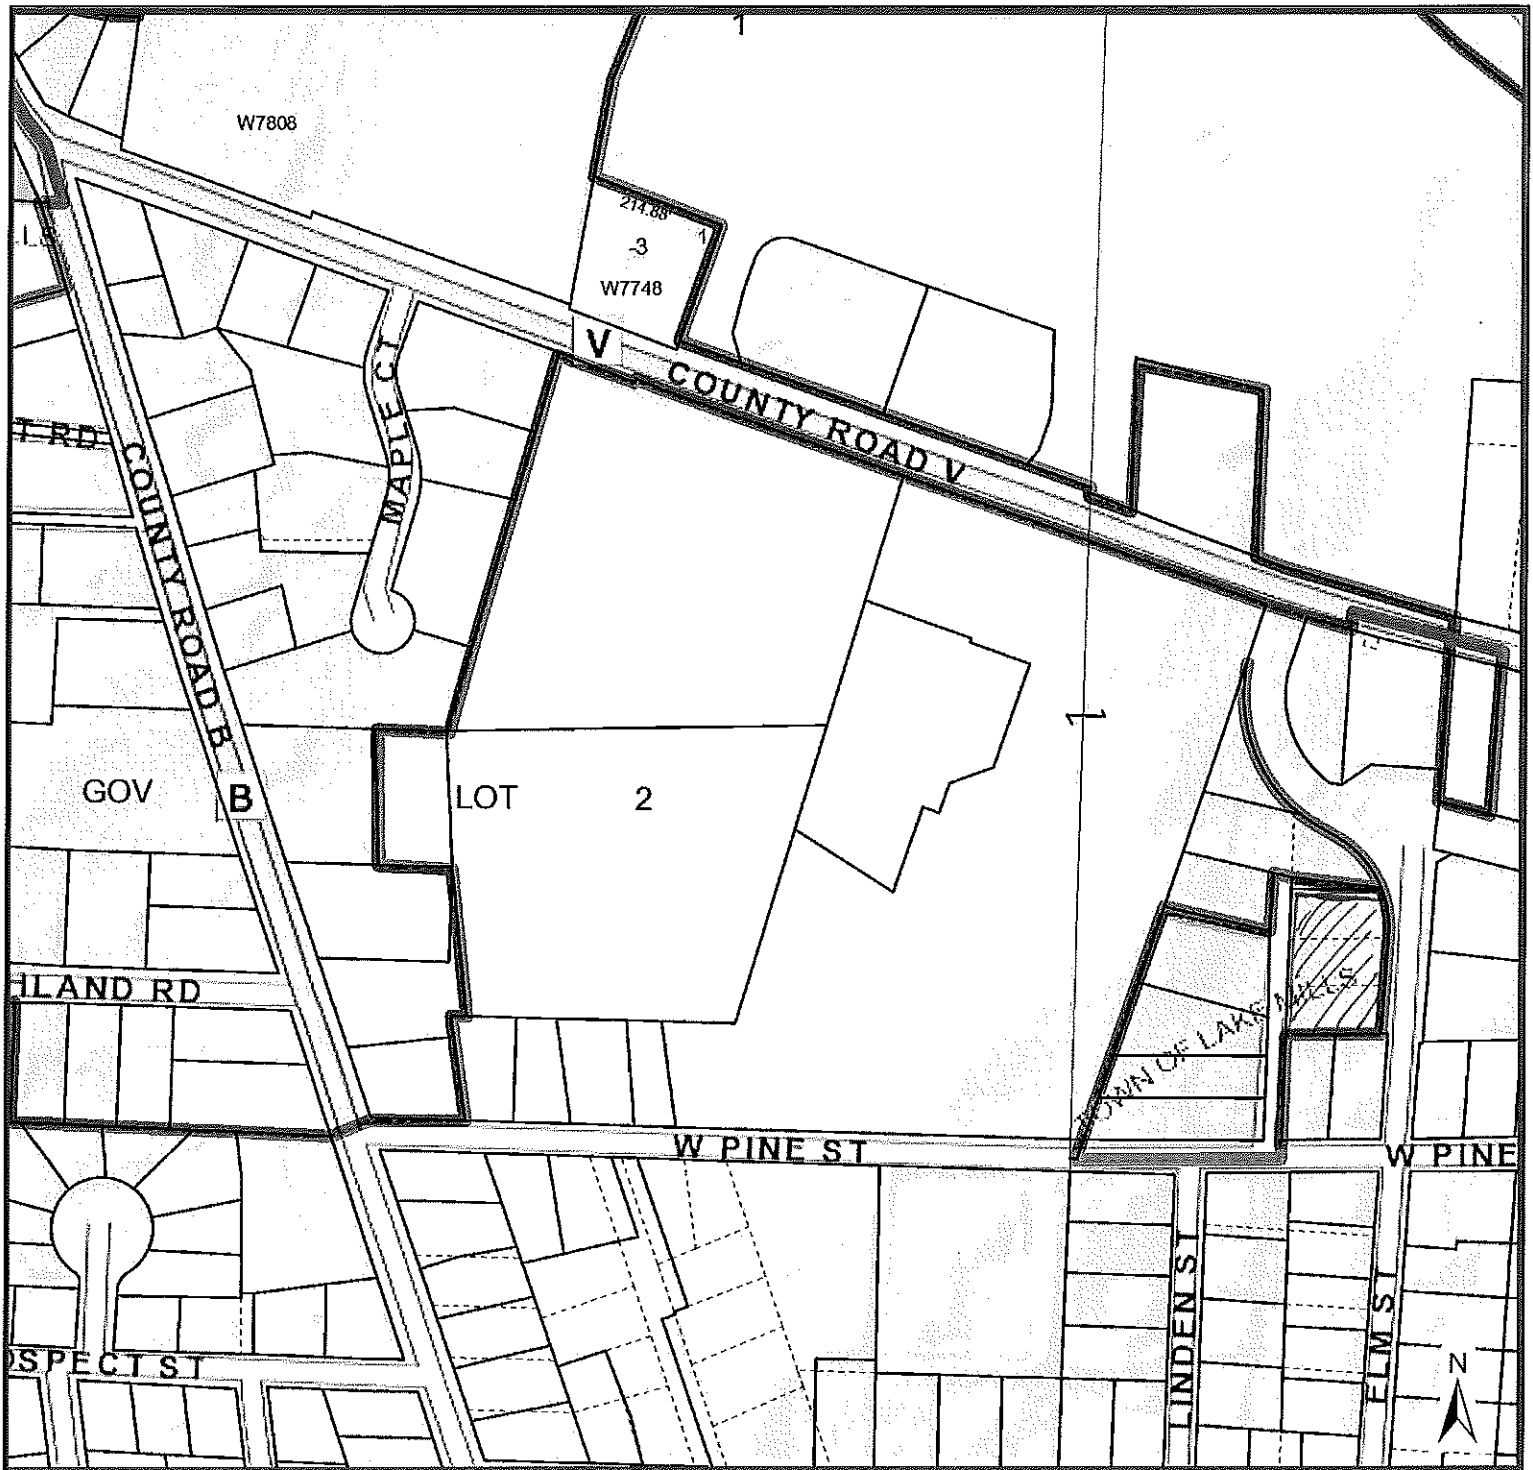 1
W7808
214.88'
1
-3
W7748
V
COUNTY ROAD V
MAPLE CT
T RD
COUNTY ROAD B
GOV
B
LOT 2
HLAND RD
TOWN OF LAKE MILLS
W PINE ST
W PINE
LINDEN ST
ELM ST
OSPECT ST
N